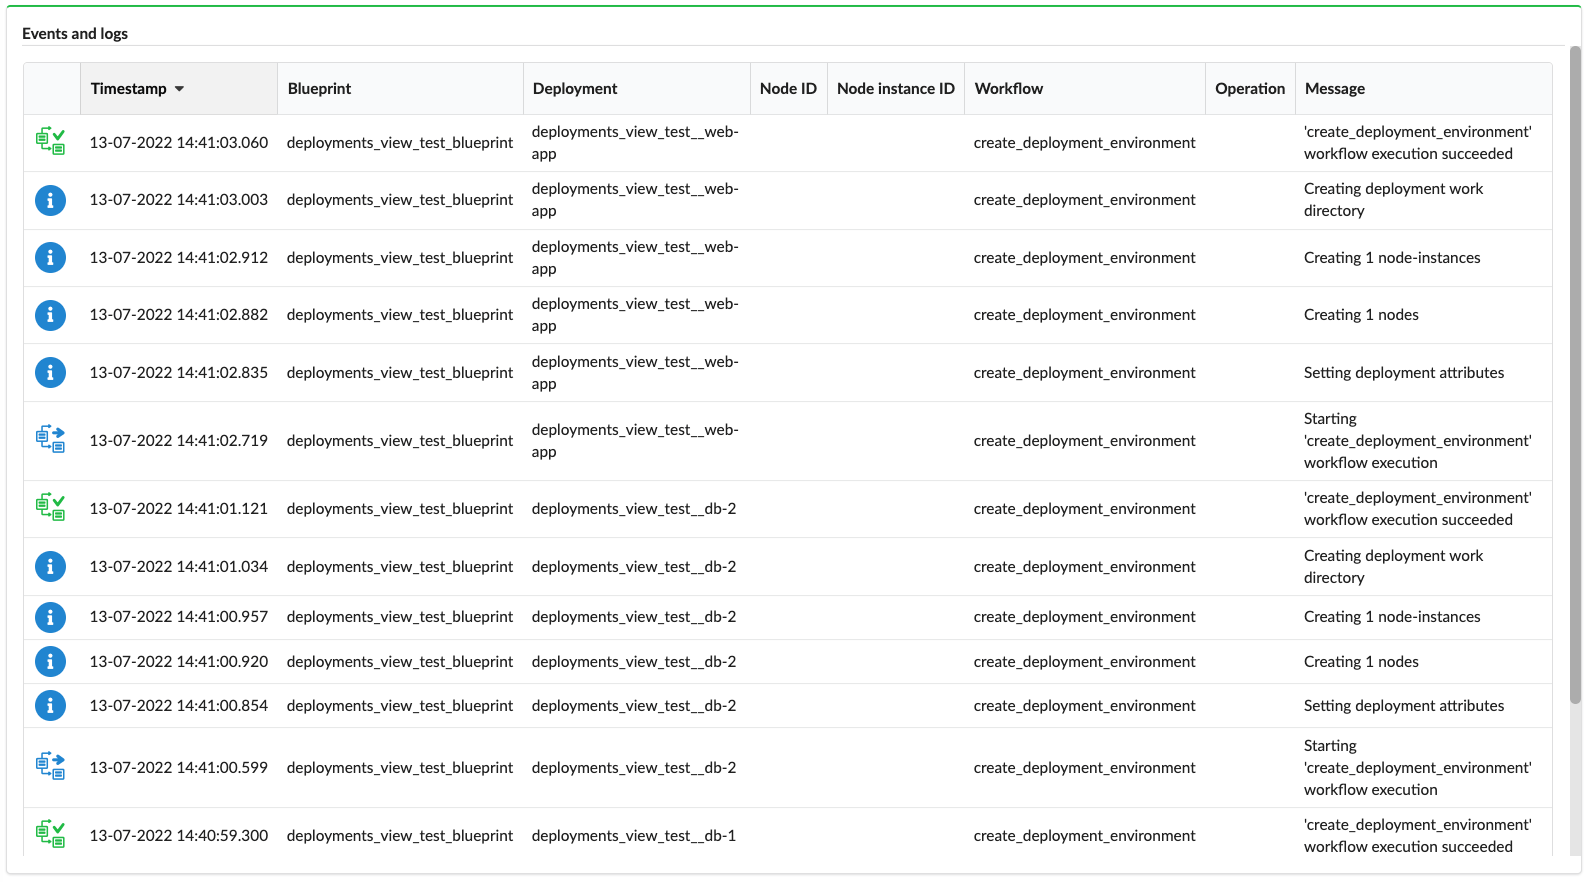 Events and logs
Timestamp Blueprint Deployment Node ID Node instance ID Workflow Operation Message
13-07-2022 14:41:03.060 deployments_view_test_blueprint deployments_view_test__web-app create_deployment_environment 'create_deployment_environment' workflow execution succeeded
13-07-2022 14:41:03.003 deployments_view_test_blueprint deployments_view_test__web-app create_deployment_environment Creating deployment work directory
13-07-2022 14:41:02.912 deployments_view_test_blueprint deployments_view_test__web-app create_deployment_environment Creating 1 node-instances
13-07-2022 14:41:02.882 deployments_view_test_blueprint deployments_view_test__web-app create_deployment_environment Creating 1 nodes
13-07-2022 14:41:02.835 deployments_view_test_blueprint deployments_view_test__web-app create_deployment_environment Setting deployment attributes
13-07-2022 14:41:02.719 deployments_view_test_blueprint deployments_view_test__web-app create_deployment_environment Starting 'create_deployment_environment' workflow execution
13-07-2022 14:41:01.121 deployments_view_test_blueprint deployments_view_test__db-2 create_deployment_environment 'create_deployment_environment' workflow execution succeeded
13-07-2022 14:41:01.034 deployments_view_test_blueprint deployments_view_test__db-2 create_deployment_environment Creating deployment work directory
13-07-2022 14:41:00.957 deployments_view_test_blueprint deployments_view_test__db-2 create_deployment_environment Creating 1 node-instances
13-07-2022 14:41:00.920 deployments_view_test_blueprint deployments_view_test__db-2 create_deployment_environment Creating 1 nodes
13-07-2022 14:41:00.854 deployments_view_test_blueprint deployments_view_test__db-2 create_deployment_environment Setting deployment attributes
13-07-2022 14:41:00.599 deployments_view_test_blueprint deployments_view_test__db-2 create_deployment_environment Starting 'create_deployment_environment' workflow execution
13-07-2022 14:40:59.300 deployments_view_test_blueprint deployments_view_test__db-1 create_deployment_environment 'create_deployment_environment' workflow execution succeeded